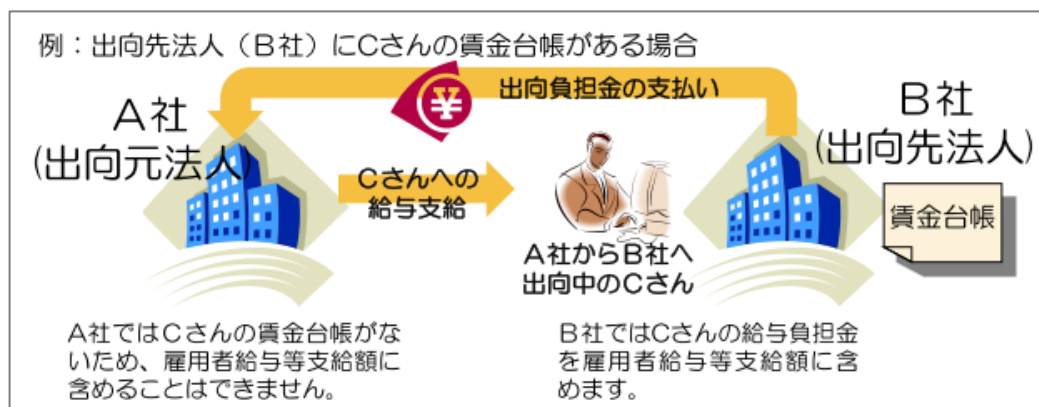 例：出向先法人（Ｂ社）にCさんの賃金台帳がある場合
出向負担金の支払い
¥
Ａ社
(出向元法人)
Ｂ社
(出向先法人)
Ｃさんへの
給与支給
賃金台帳
Ａ社からＢ社へ
出向中のＣさん
Ａ社ではＣさんの賃金台帳がな
いため、雇用者給与等支給額に
含めることはできません。
Ｂ社ではCさんの給与負担金
を雇用者給与等支給額に含
めます。